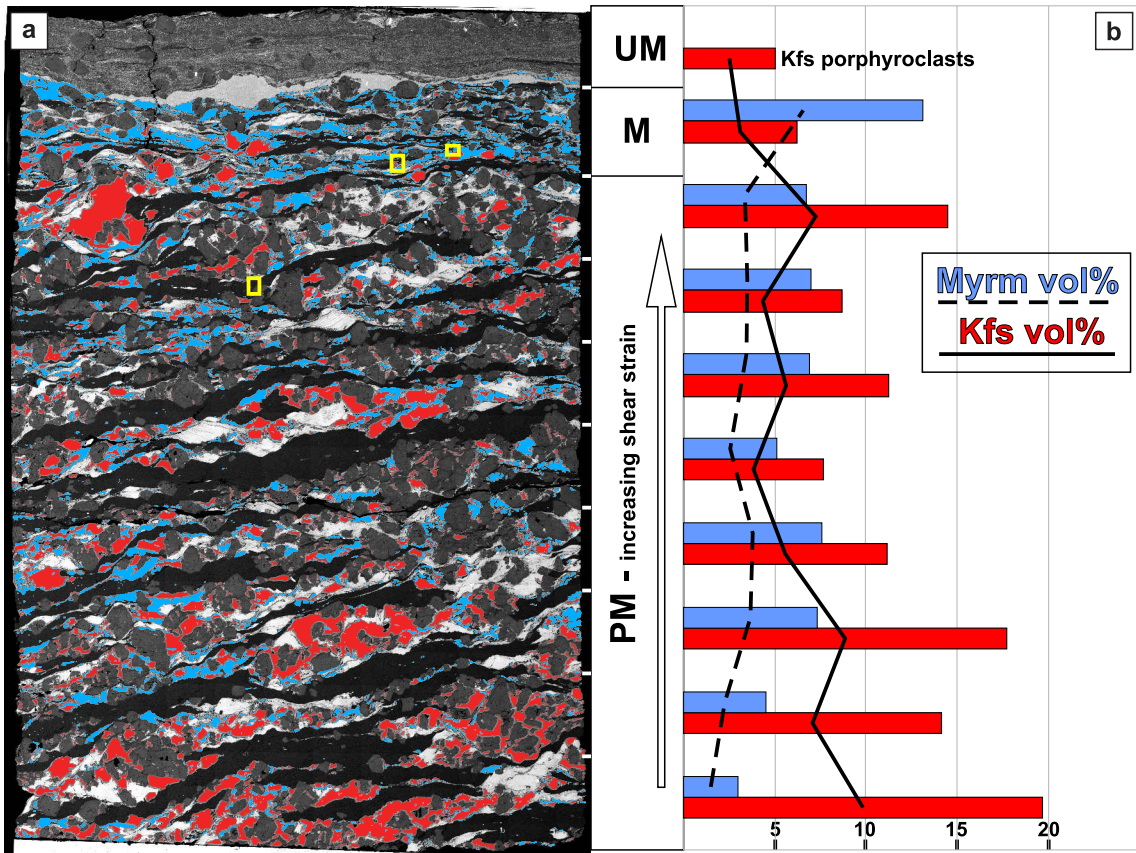 a
UM
M
PM - increasing shear strain
b
Kfs porphyroclasts
Myrm vol%
Kfs vol%
5
10
15
20